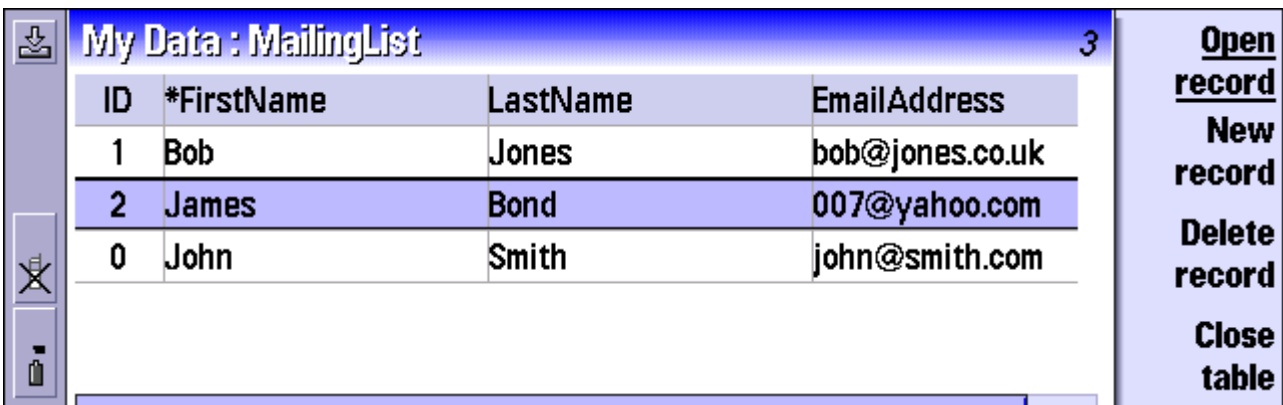 My Data : MailingList 3
ID *FirstName LastName EmailAddress
1 Bob Jones bob@jones.co.uk
2 James Bond 007@yahoo.com
0 John Smith john@smith.com
Open
record
New
record
Delete
record
Close
table